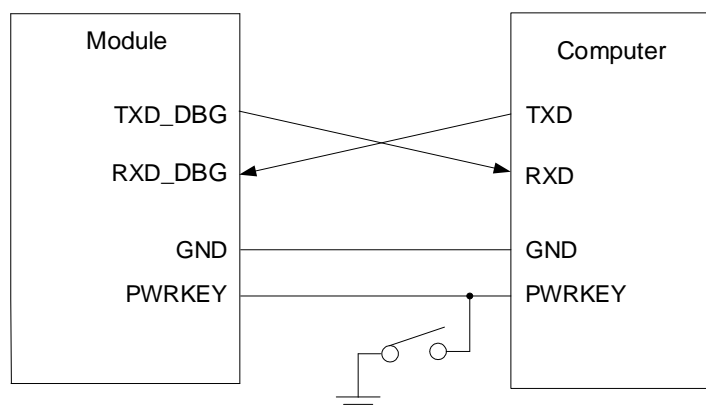 Module
TXD_DBG
RXD_DBG
GND
PWRKEY
Computer
TXD
RXD
GND
PWRKEY